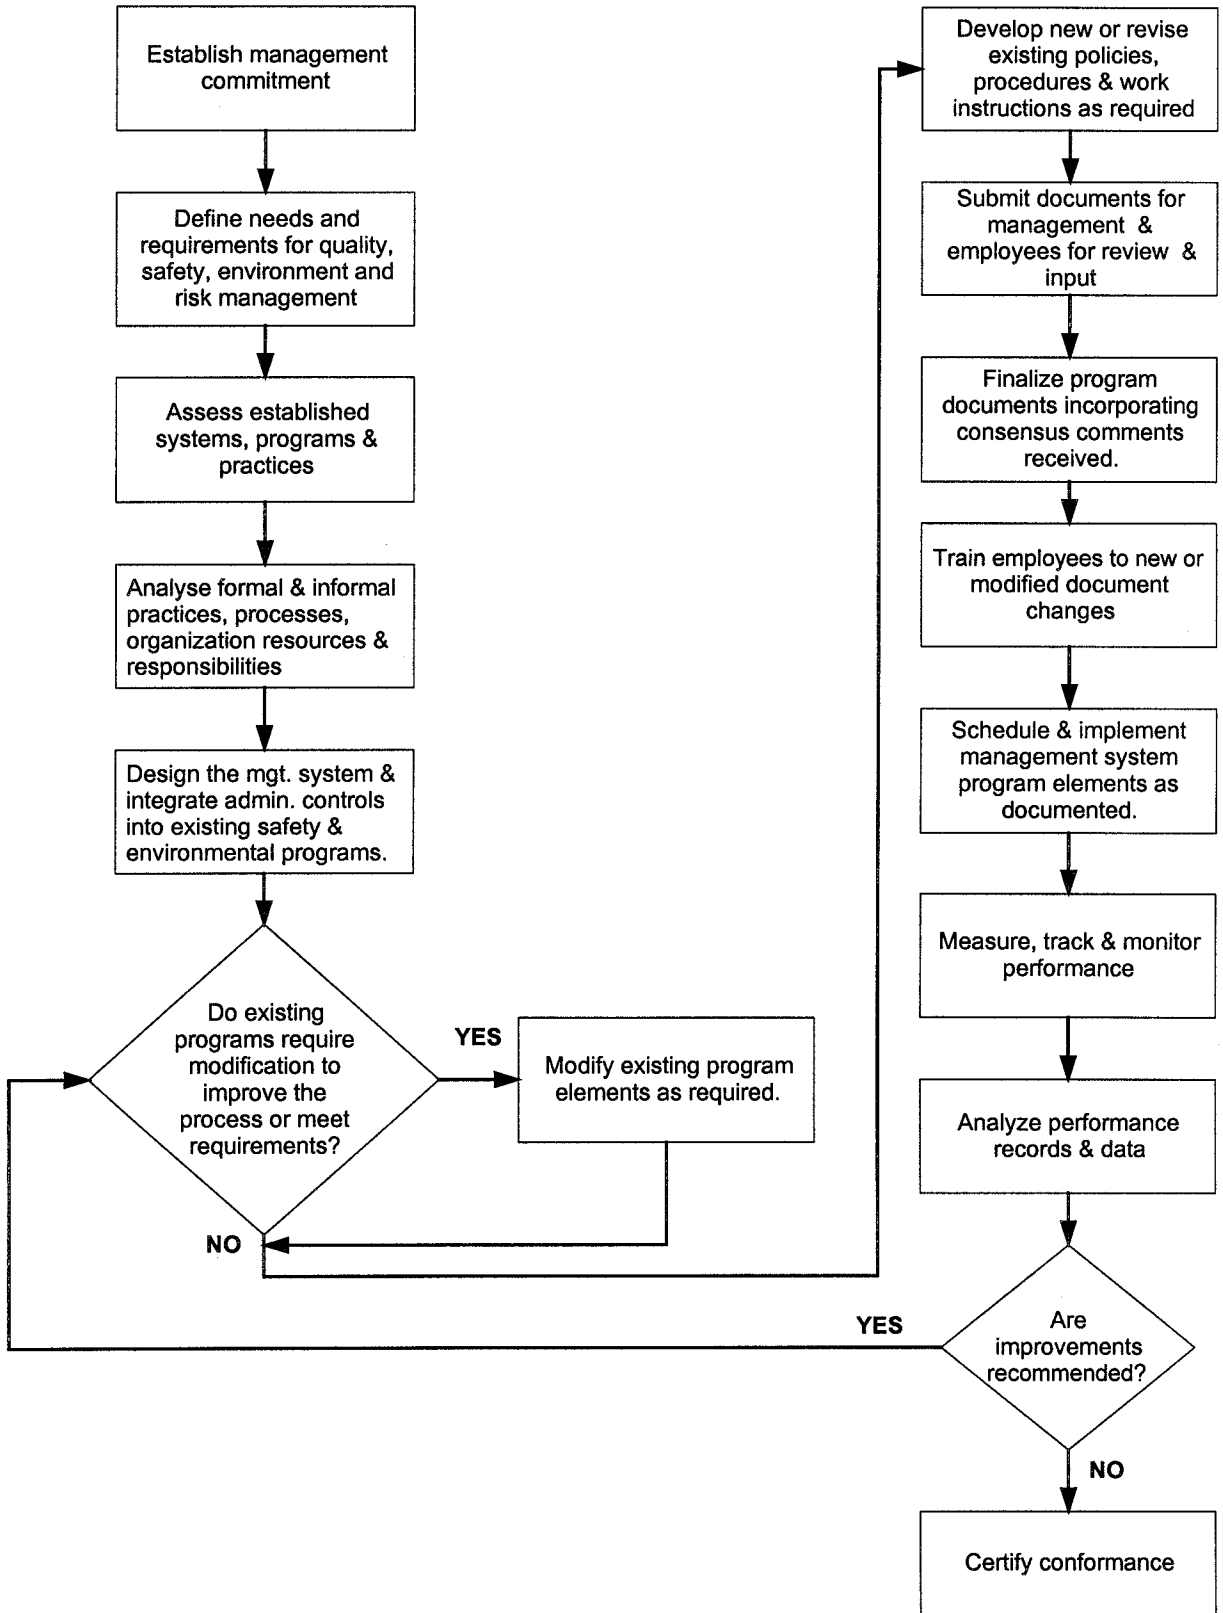 Establish management
commitment
Define needs and
requirements for quality,
safety, environment and
risk management
Assess established
systems, programs &
practices
Analyse formal & informal
practices, processes,
organization resources &
responsibilities
Design the mgt. system &
integrate admin. controls
into existing safety &
environmental programs.
Do existing
programs require
modification to
improve the
process or meet
requirements?
YES
Modify existing program
elements as required.
NO
Develop new or revise
existing policies,
procedures & work
instructions as required
Submit documents for
management &
employees for review &
input
Finalize program
documents incorporating
consensus comments
received.
Train employees to new or
modified document
changes
Schedule & implement
management system
program elements as
documented.
Measure, track & monitor
performance
Analyze performance
records & data
Are
improvements
recommended?
YES
NO
Certify conformance